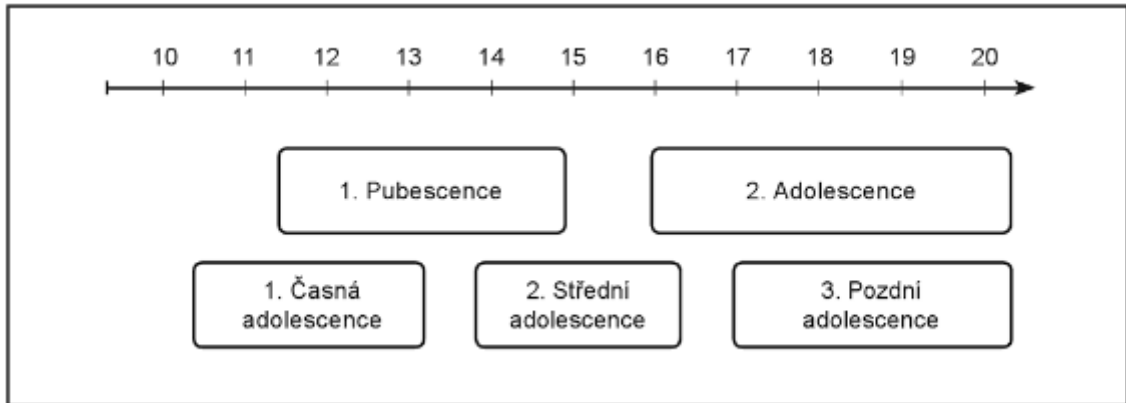 10 11 12 13 14 15 16 17 18 19 20
1. Pubescence 2. Adolescence
1. Časná 2. Střední 3. Pozdní
adolescence adolescence adolescence